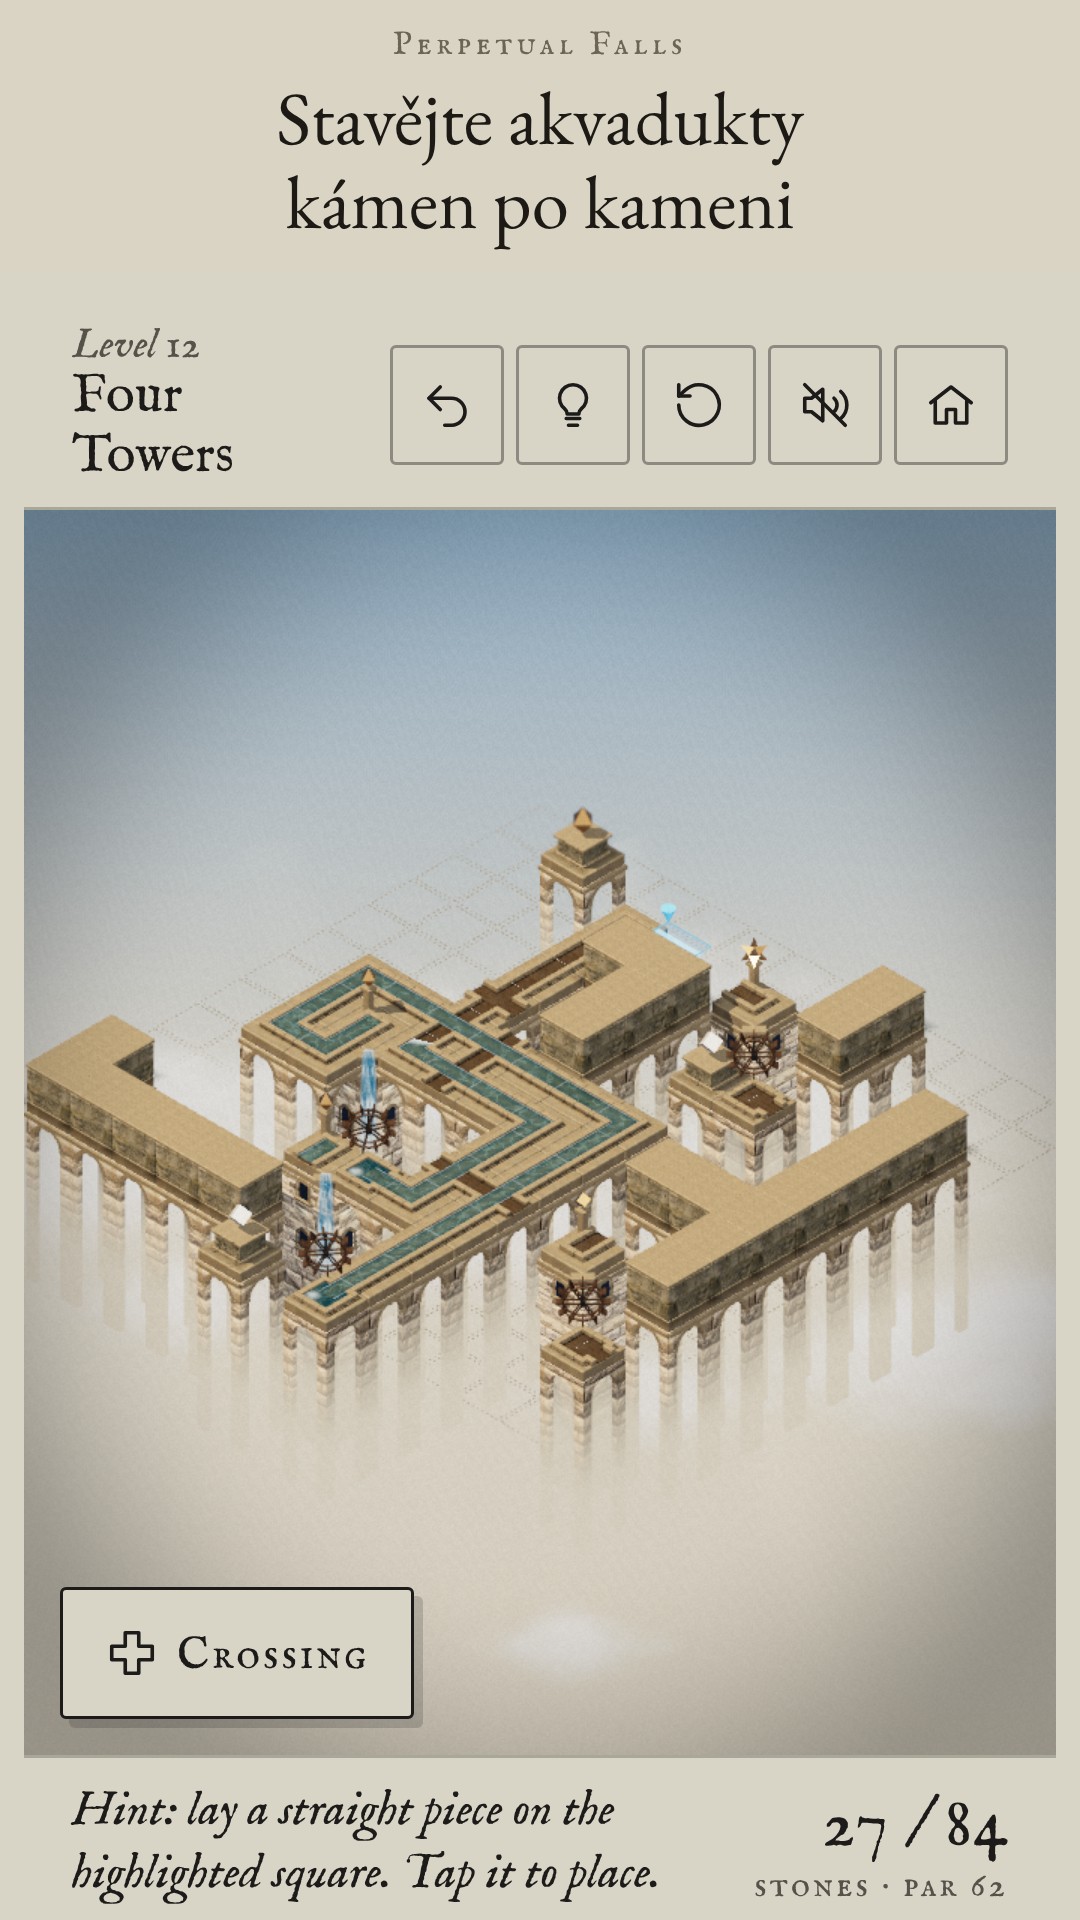 Perpetual Falls
Stavějte akvadukty
kámen po kameni
Level 12
Four
Towers
Crossing
Hint: lay a straight piece on the
highlighted square. Tap it to place.
27 / 84
stones · par 62